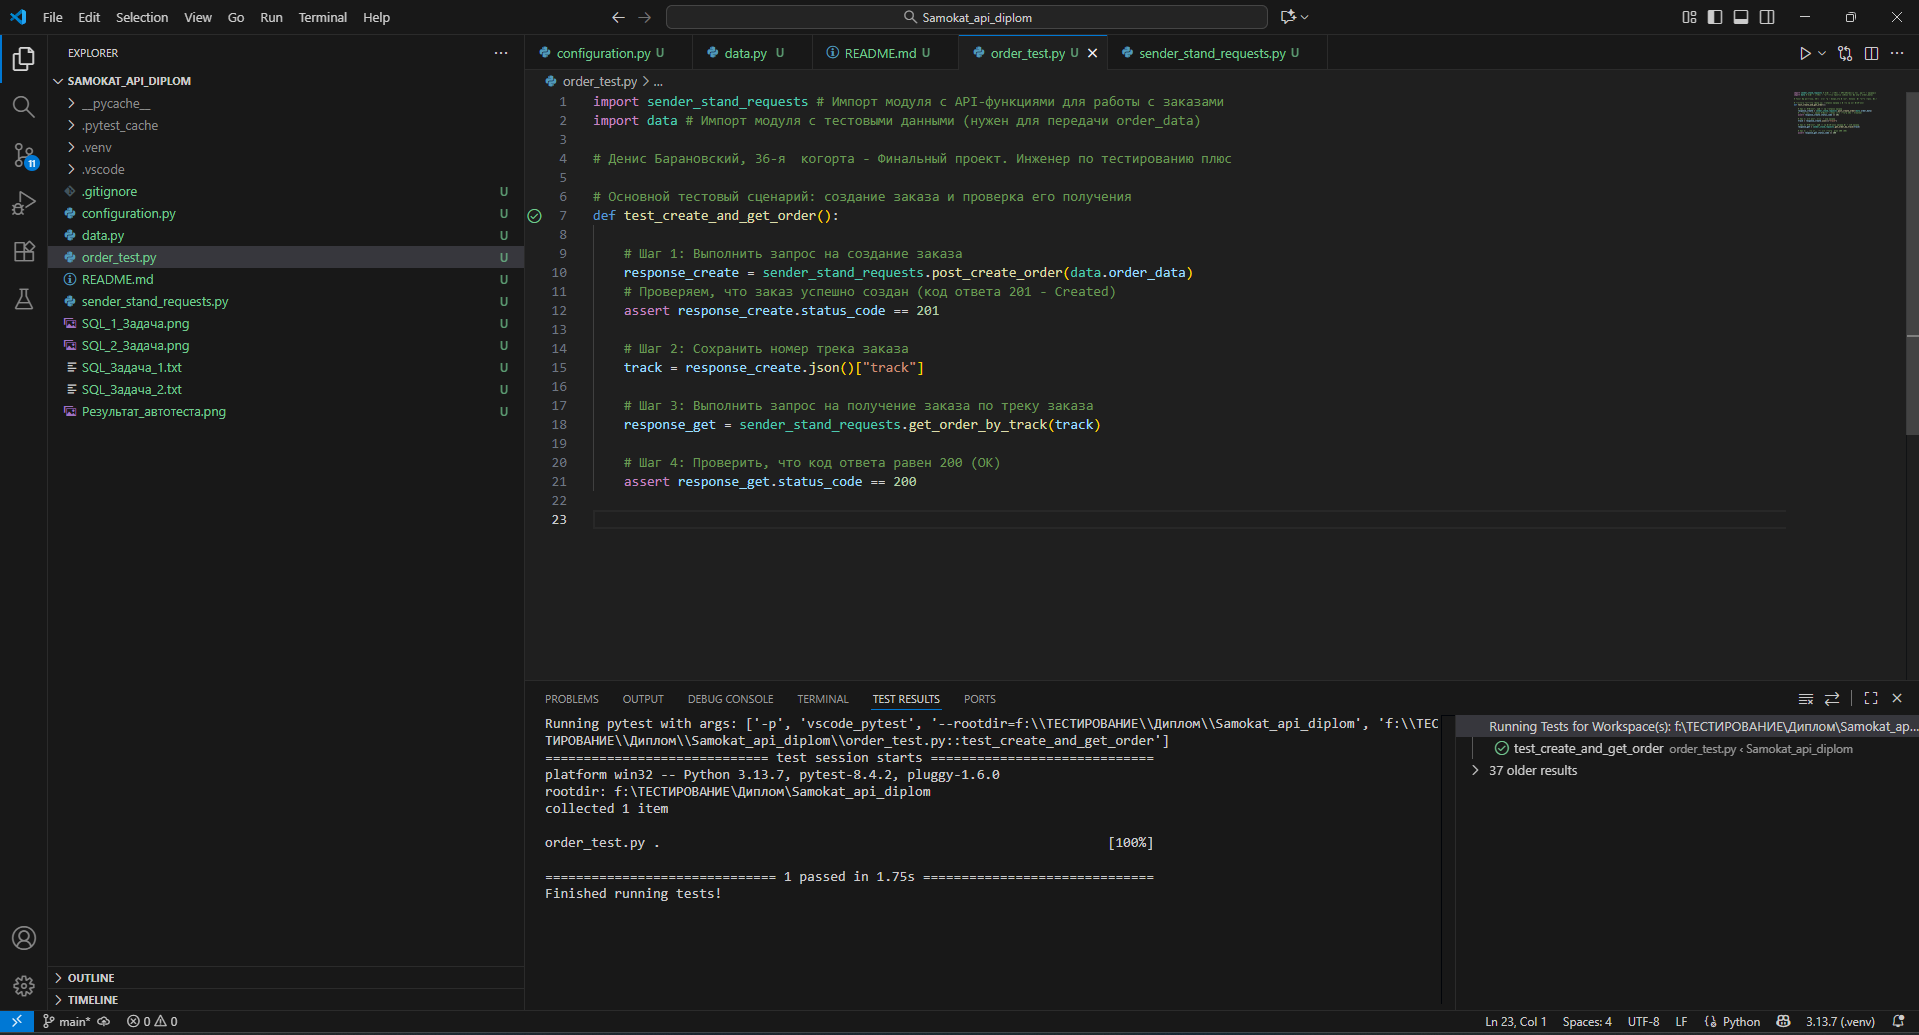 File Edit Selection View Go Run Terminal Help
Samokat_api_diplom
EXPLORER
SAMOKAT_API_DIPLOM
__pycache__
.pytest_cache
.venv
.vscode
.gitignore U
configuration.py U
data.py U
order_test.py U
README.md U
sender_stand_requests.py U
SQL_1_Задача.png U
SQL_2_Задача.png U
SQL_Задача_1.txt U
SQL_Задача_2.txt U
Результат_автотеста.png U
11
OUTLINE
TIMELINE
configuration.py U data.py U README.md U order_test.py U sender_stand_requests.py U
order_test.py > ...
1 import sender_stand_requests # Импорт модуля с API-функциями для работы с заказами
2 import data # Импорт модуля с тестовыми данными (нужен для передачи order_data)
3
4 # Денис Барановский, 36-я  когорта - Финальный проект. Инженер по тестированию плюс
5
6 # Основной тестовый сценарий: создание заказа и проверка его получения
7 def test_create_and_get_order():
8
9 # Шаг 1: Выполнить запрос на создание заказа
10 response_create = sender_stand_requests.post_create_order(data.order_data)
11 # Проверяем, что заказ успешно создан (код ответа 201 - Created)
12 assert response_create.status_code == 201
13
14 # Шаг 2: Сохранить номер трека заказа
15 track = response_create.json()["track"]
16
17 # Шаг 3: Выполнить запрос на получение заказа по треку заказа
18 response_get = sender_stand_requests.get_order_by_track(track)
19
20 # Шаг 4: Проверить, что код ответа равен 200 (ОК)
21 assert response_get.status_code == 200
22
23
PROBLEMS OUTPUT DEBUG CONSOLE TERMINAL TEST RESULTS PORTS
Running pytest with args: ['-p', 'vscode_pytest', '--rootdir=f:\\ТЕСТИРОВАНИЕ\\Диплом\\Samokat_api_diplom', 'f:\\ТЕС
ТИРОВАНИЕ\\Диплом\\Samokat_api_diplom\\order_test.py::test_create_and_get_order']
============================= test session starts =============================
platform win32 -- Python 3.13.7, pytest-8.4.2, pluggy-1.6.0
rootdir: f:\ТЕСТИРОВАНИЕ\Диплом\Samokat_api_diplom
collected 1 item
order_test.py . [100%]
============================== 1 passed in 1.75s ==============================
Finished running tests!
Running Tests for Workspace(s): f:\ТЕСТИРОВАНИЕ\Диплом\Samokat_ap...
test_create_and_get_order order_test.py ‹ Samokat_api_diplom
37 older results
main* 0 0 Ln 23, Col 1 Spaces: 4 UTF-8 LF Python 3.13.7 (.venv)